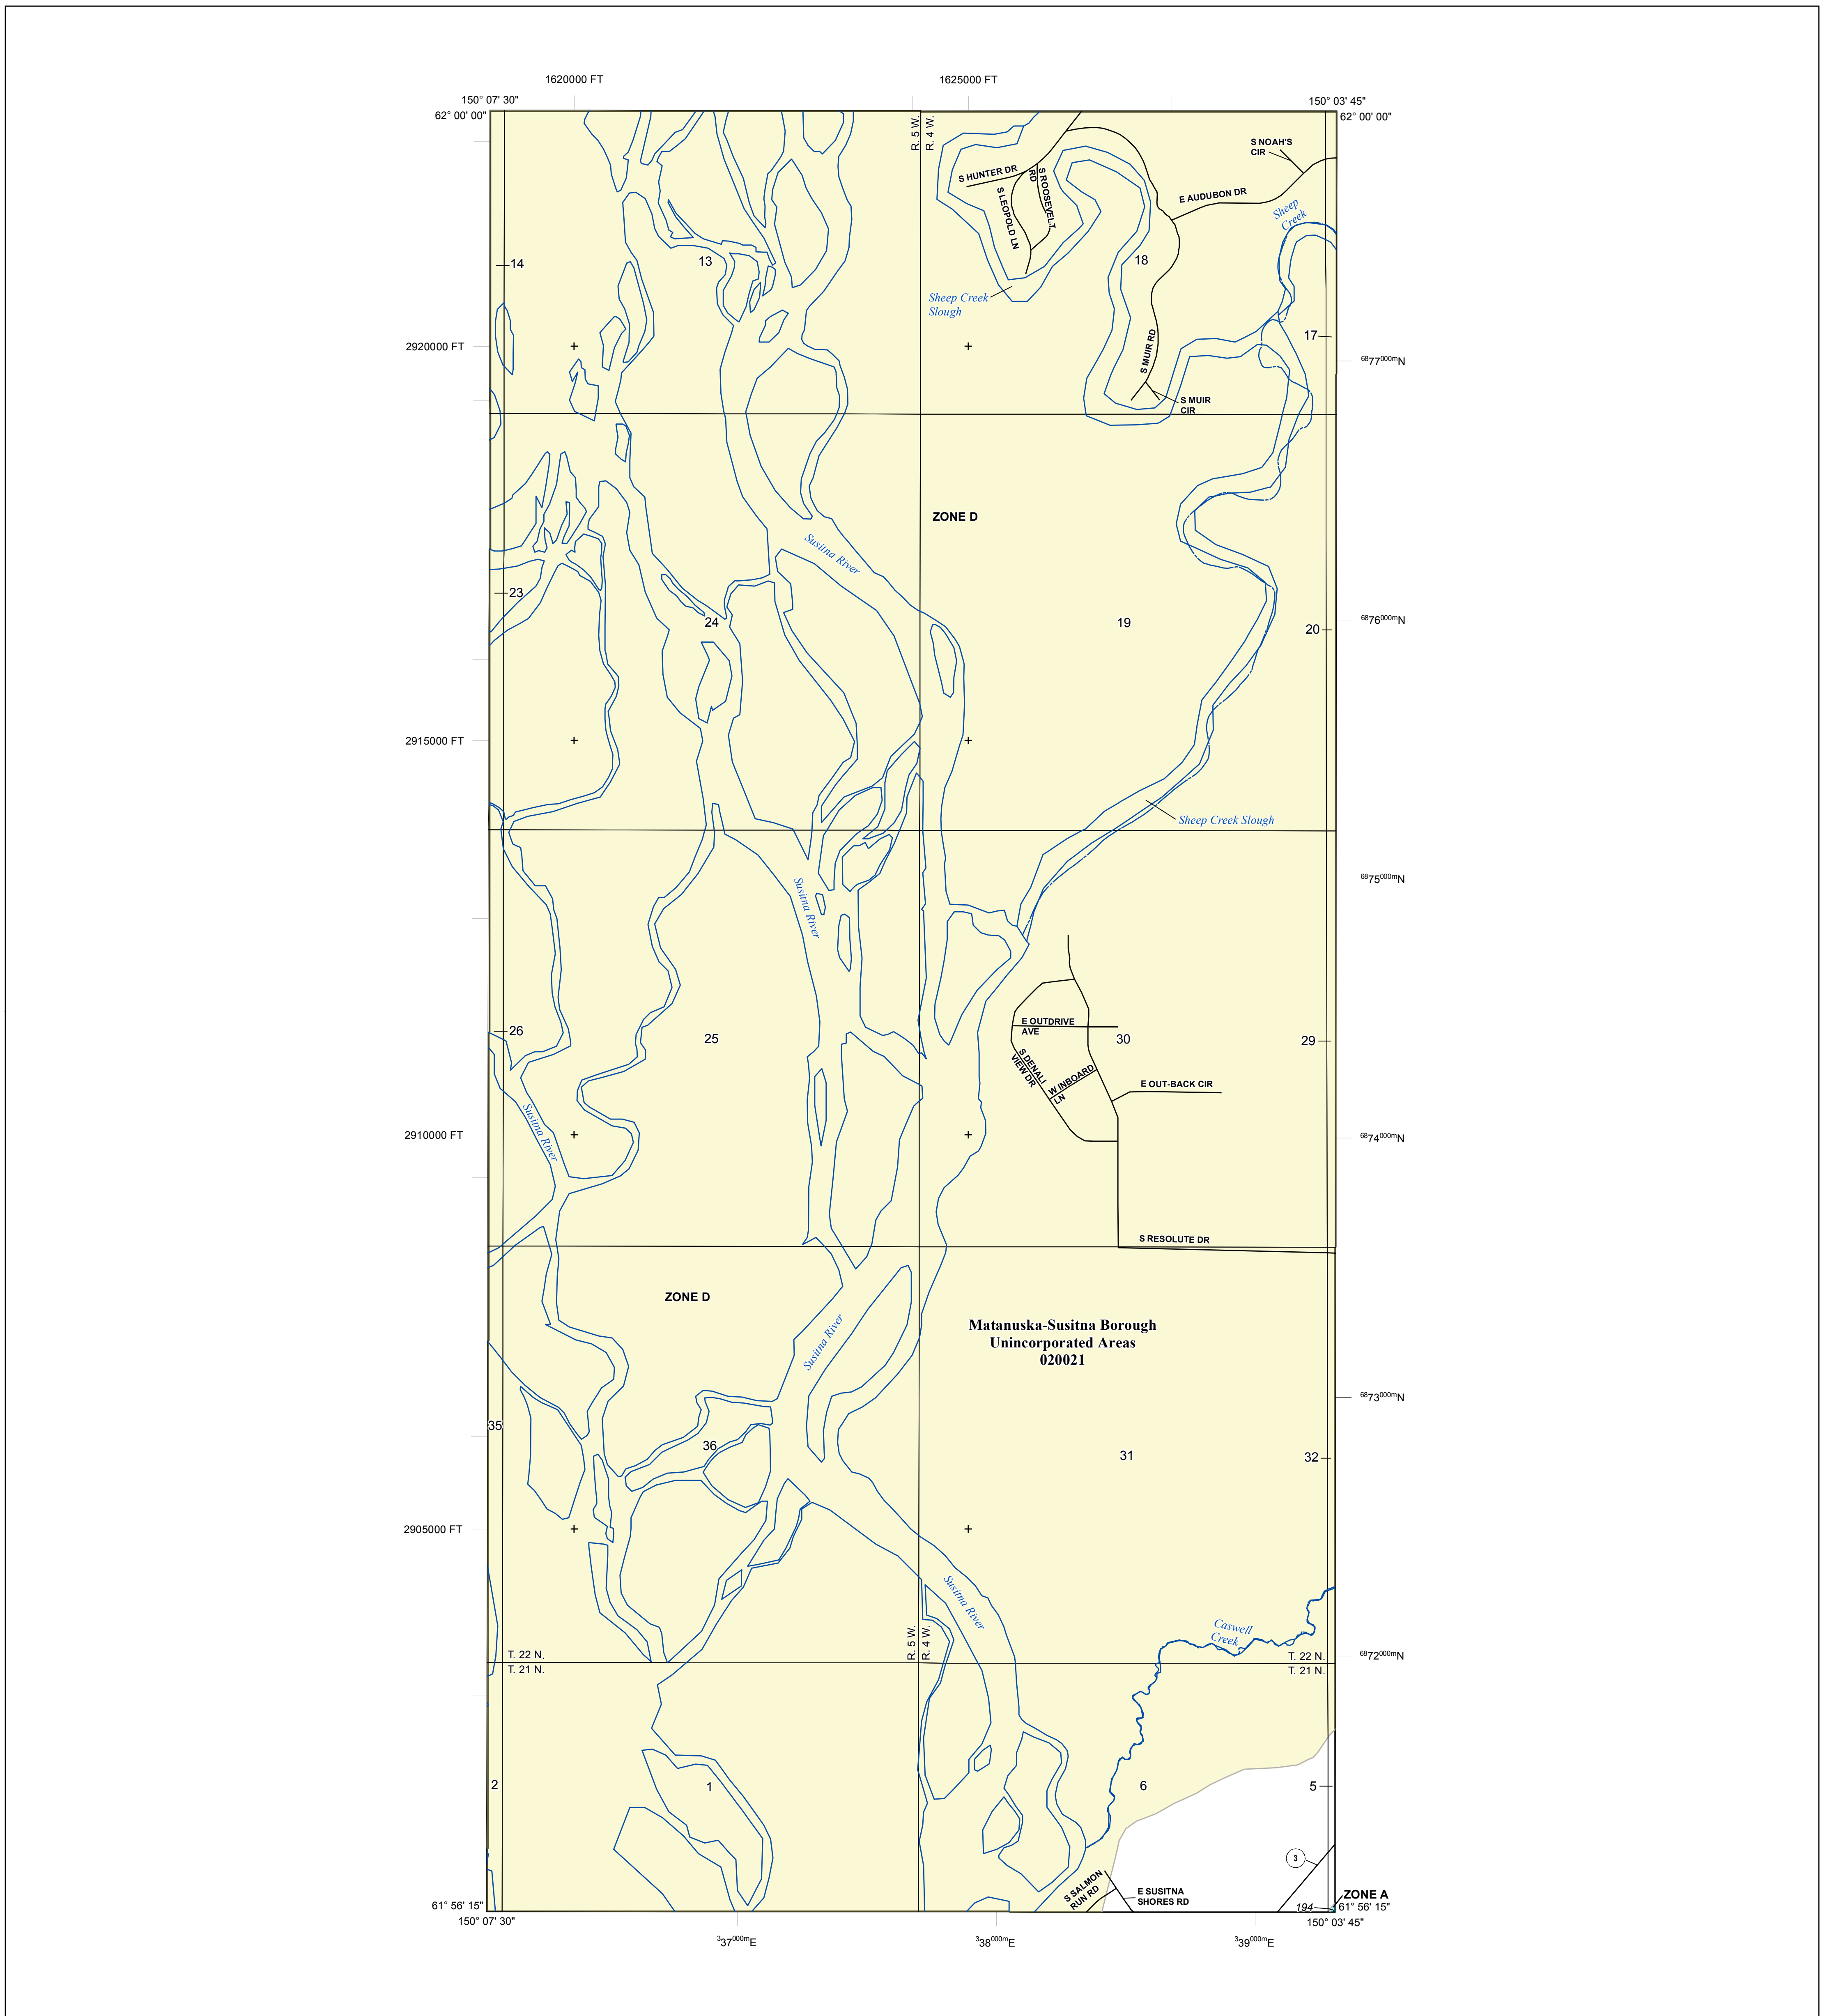 1620000 FT
1625000 FT
150° 07' 30"
150° 03' 45"
62° 00' 00"
62° 00' 00"
R. 5 W.
R. 4 W.
S NOAH'S
CIR
S HUNTER DR
S ROOSEVELT
RD
S LEOPOLD LN
E AUDUBON DR
Sheep
Creek
14
13
18
Sheep Creek
Slough
17
S MUIR RD
2920000 FT
6877000mN
S MUIR
CIR
ZONE D
Susitna River
23
24
19
20
6876000mN
2915000 FT
Sheep Creek Slough
Susitna River
6875000mN
E OUTDRIVE
AVE
26
25
30
29
S DENALI
VIEW DR
W INBOARD
LN
E OUT-BACK CIR
Susitna River
2910000 FT
6874000mN
S RESOLUTE DR
ZONE D
Matanuska-Susitna Borough
Unincorporated Areas
020021
Susitna River
6873000mN
35
36
31
32
2905000 FT
Susitna River
Caswell
Creek
R. 5 W.
R. 4 W.
T. 22 N.
T. 21 N.
T. 22 N.
T. 21 N.
6872000mN
2
1
6
5
3
S SALMON
RUN RD
E SUSITNA
SHORES RD
ZONE A
194
61° 56' 15"
61° 56' 15"
150° 07' 30"
150° 03' 45"
337000mE
338000mE
339000mE